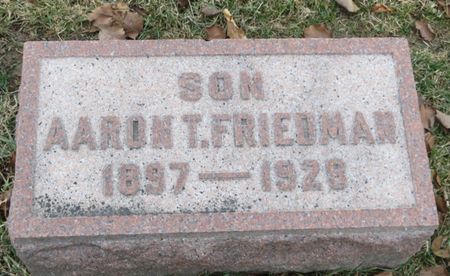 SON
AARON T. FRIEDMAN
1897 — 1929